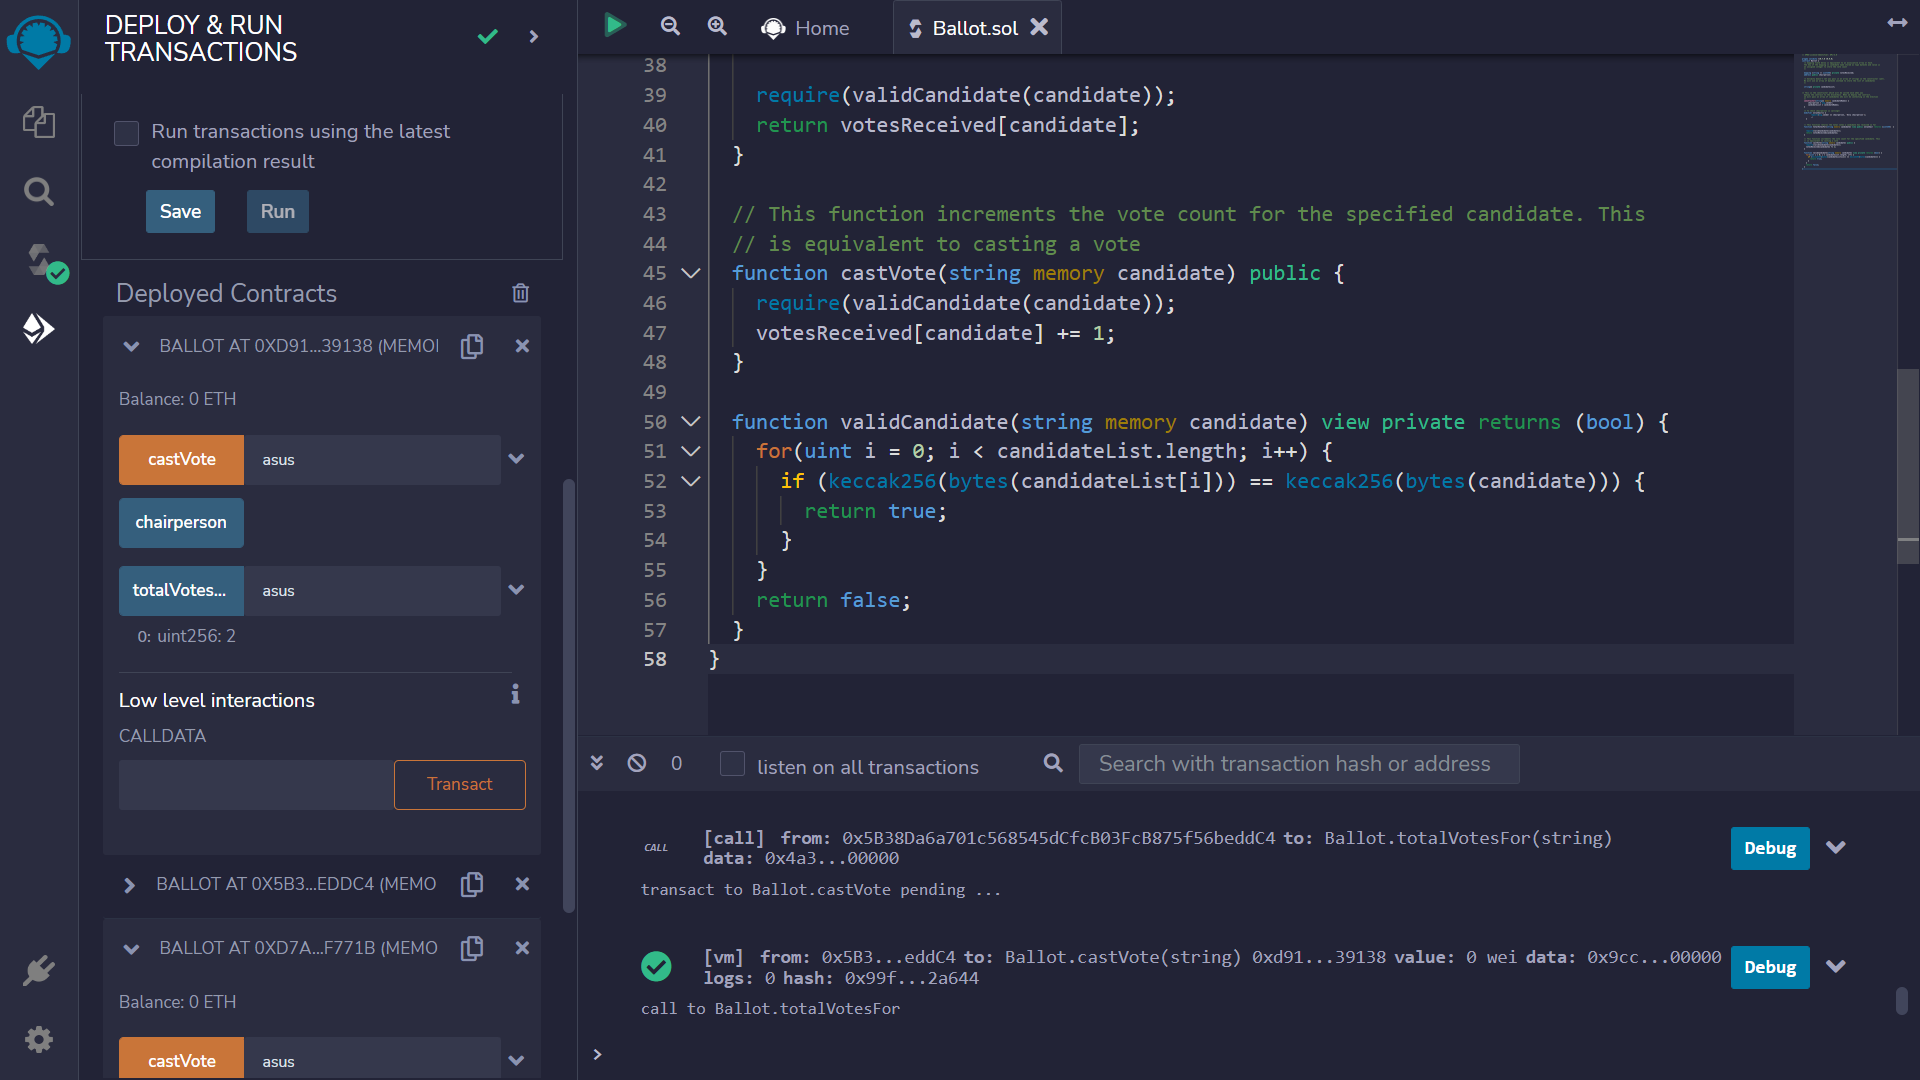 DEPLOY & RUN
TRANSACTIONS
Run transactions using the latest
compilation result
Save
Run
Deployed Contracts
BALLOT AT 0XD91...39138 (MEMO
Balance: 0 ETH
castVote
asus
chairperson
totalVotes...
asus
0: uint256: 2
Low level interactions
i
CALLDATA
Transact
BALLOT AT 0X5B3...EDDC4 (MEMO
BALLOT AT 0XD7A...F771B (MEMO
Balance: 0 ETH
castVote
asus
Home
Ballot.sol
38
39 require(validCandidate(candidate));
40 return votesReceived[candidate];
41 }
42
43 // This function increments the vote count for the specified candidate. This
44 // is equivalent to casting a vote
45 function castVote(string memory candidate) public {
46 require(validCandidate(candidate));
47 votesReceived[candidate] += 1;
48 }
49
50 function validCandidate(string memory candidate) view private returns (bool) {
51 for(uint i = 0; i < candidateList.length; i++) {
52 if (keccak256(bytes(candidateList[i])) == keccak256(bytes(candidate))) {
53 return true;
54 }
55 }
56 return false;
57 }
58 }
0
listen on all transactions
Search with transaction hash or address
CALL
[call] from: 0x5B38Da6a701c568545dCfcB03FcB875f56beddC4 to: Ballot.totalVotesFor(string)
data: 0x4a3...00000
Debug
transact to Ballot.castVote pending ...
[vm] from: 0x5B3...eddC4 to: Ballot.castVote(string) 0xd91...39138 value: 0 wei data: 0x9cc...00000
logs: 0 hash: 0x99f...2a644
Debug
call to Ballot.totalVotesFor
>